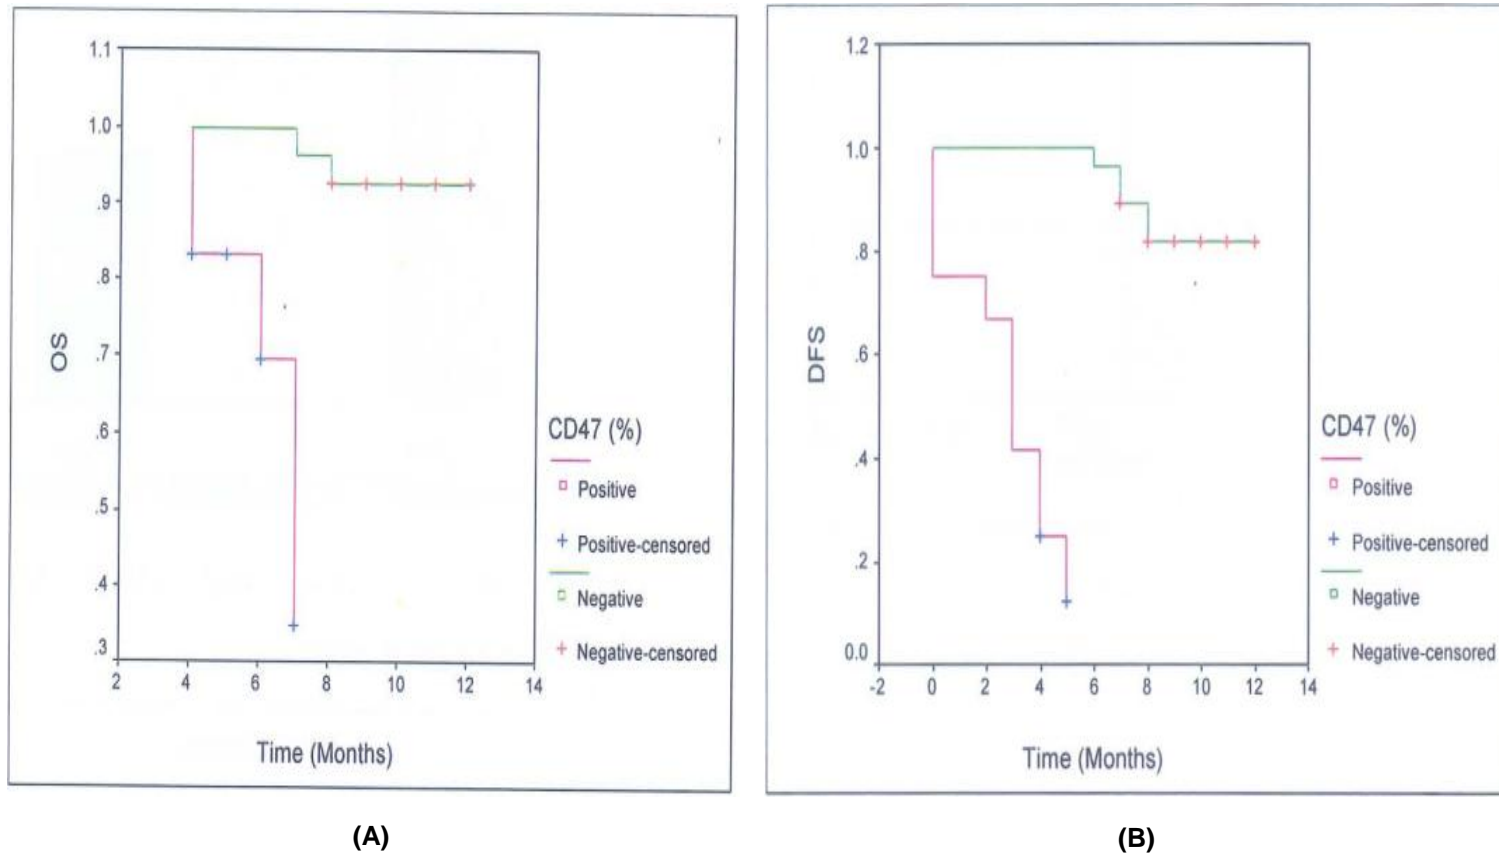 1.1
1.0
.9
.8
.7
.6
.5
.4
.3
OS
2 4 6 8 10 12 14
Time (Months)
CD47 (%)
Positive
Positive-censored
Negative
Negative-censored
(A)
1.2
1.0
.8
.6
.4
.2
0.0
DFS
-2 0 2 4 6 8 10 12 14
Time (Months)
CD47 (%)
Positive
Positive-censored
Negative
Negative-censored
(B)